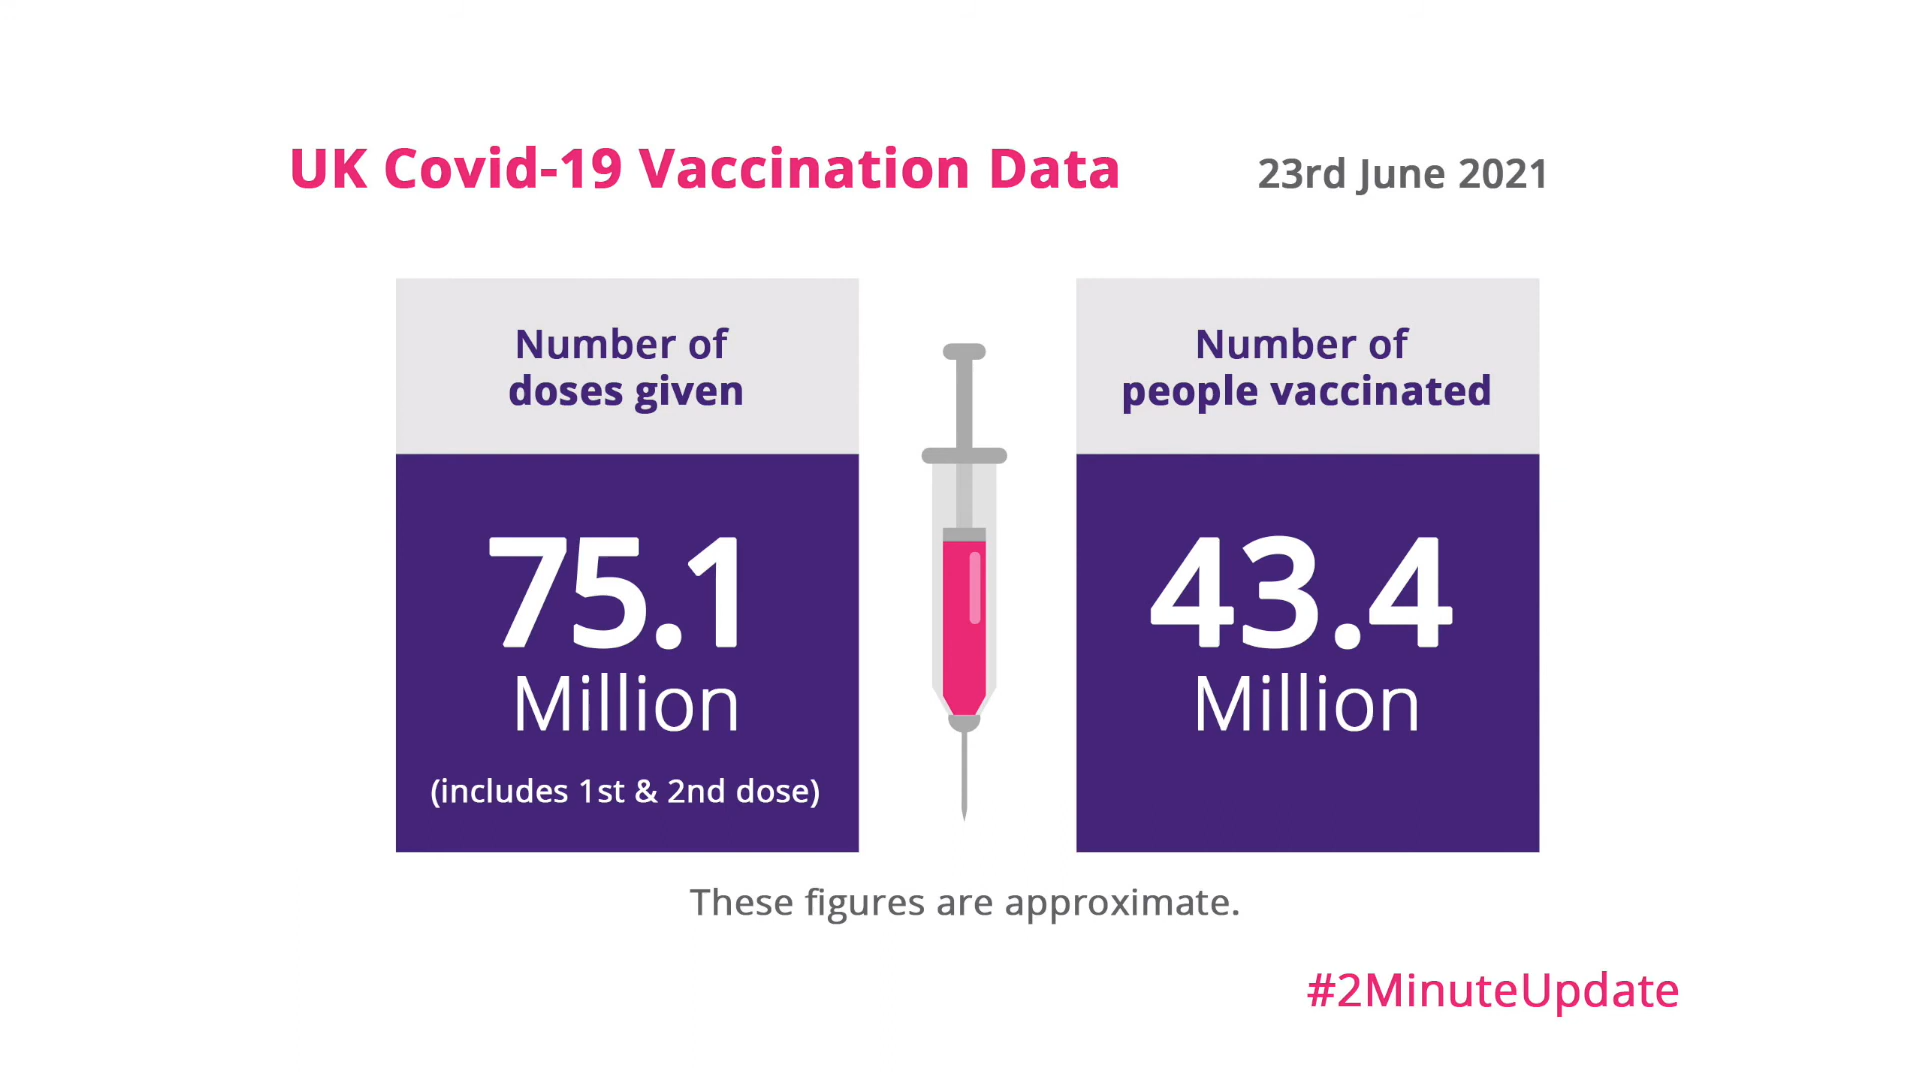 UK Covid-19 Vaccination Data
23rd June 2021
Number of
doses given
75.1
Million
(includes 1st & 2nd dose)
Number of
people vaccinated
43.4
Million
These figures are approximate.
#2MinuteUpdate